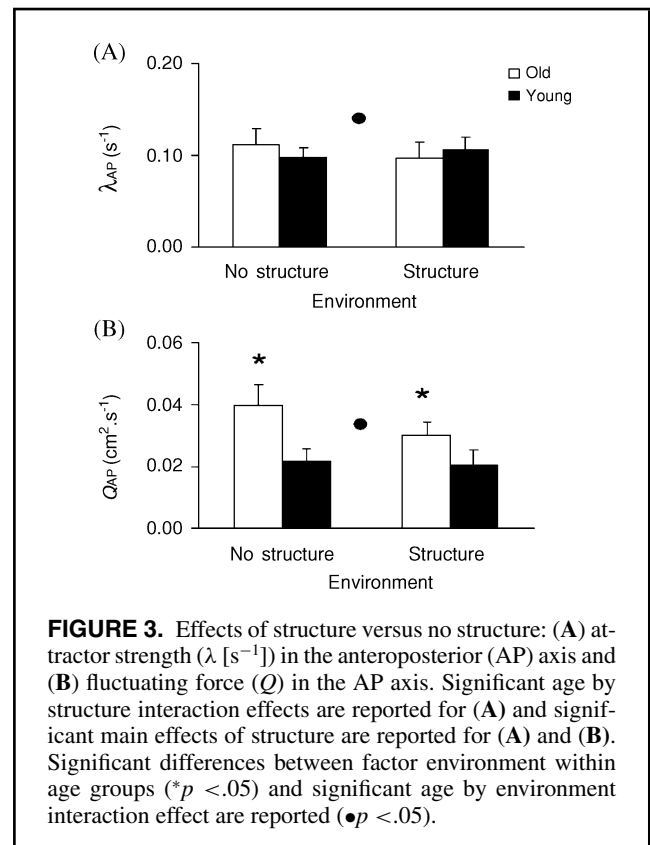 (A)
0.20
0.10
0.00
λAP (s-1)
Old
Young
No structure
Structure
Environment
(B)
0.06
0.04
0.02
0.00
QAP (cm2.s-1)
*
*
No structure
Structure
Environment
FIGURE 3. Effects of structure versus no structure: (A) at-
tractor strength (λ [s−1]) in the anteroposterior (AP) axis and
(B) fluctuating force (Q) in the AP axis. Significant age by
structure interaction effects are reported for (A) and signif-
icant main effects of structure are reported for (A) and (B).
Significant differences between factor environment within
age groups (*p <.05) and significant age by environment
interaction effect are reported (●p <.05).